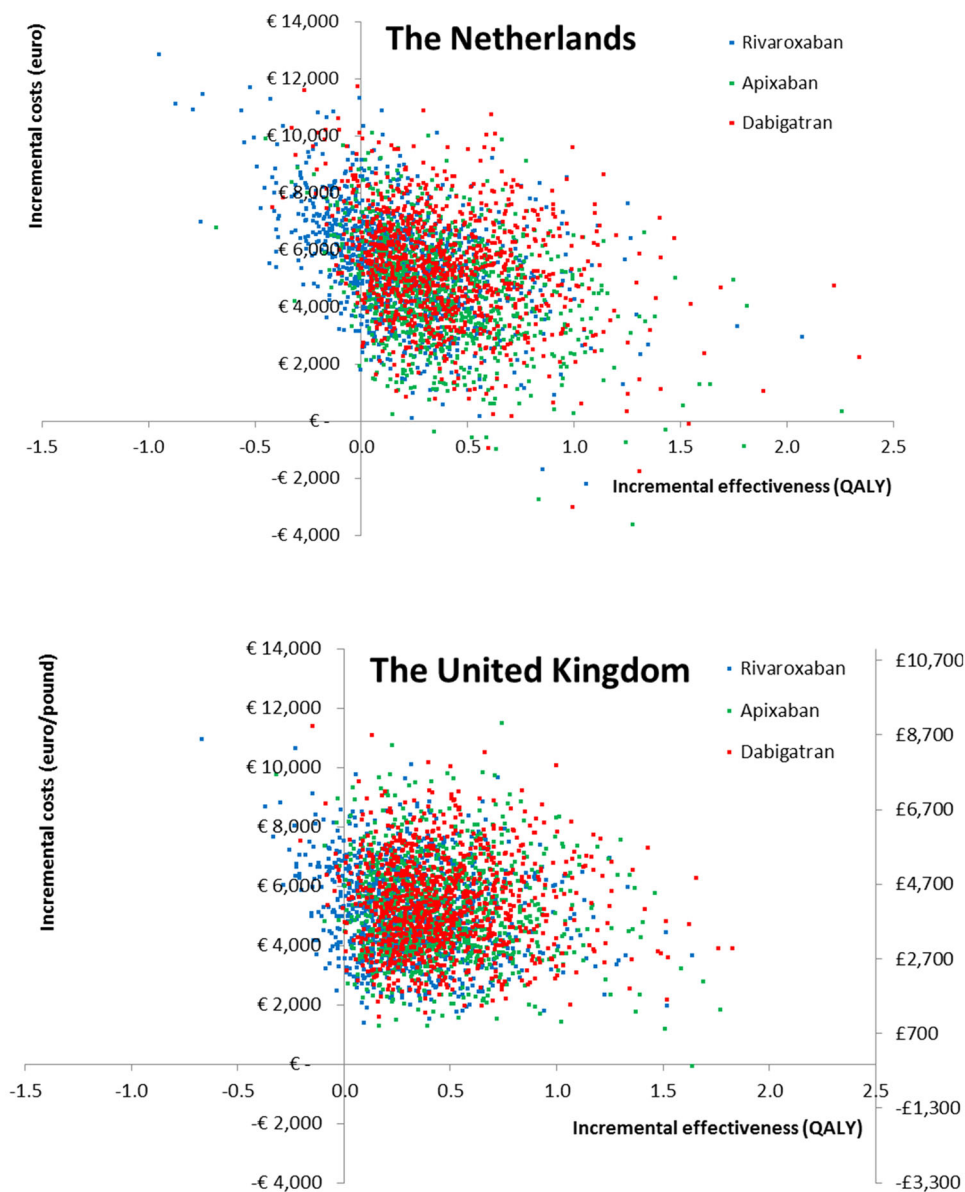 The Netherlands
Incremental costs (euro)
Rivaroxaban
Apixaban
Dabigatran
€ 14,000
€ 12,000
€ 10,000
€ 8,000
€ 6,000
€ 4,000
€ 2,000
€ -
-€ 2,000
-€ 4,000
-1.5 -1.0 -0.5 0.0 0.5 1.0 1.5 2.0 2.5
Incremental effectiveness (QALY)
The United Kingdom
Incremental costs (euro/pound)
Rivaroxaban
Apixaban
Dabigatran
€ 14,000
€ 12,000
€ 10,000
€ 8,000
€ 6,000
€ 4,000
€ 2,000
€ -
-€ 2,000
-€ 4,000
£10,700
£8,700
£6,700
£4,700
£2,700
£700
-£1,300
-£3,300
-1.5 -1.0 -0.5 0.0 0.5 1.0 1.5 2.0 2.5
Incremental effectiveness (QALY)